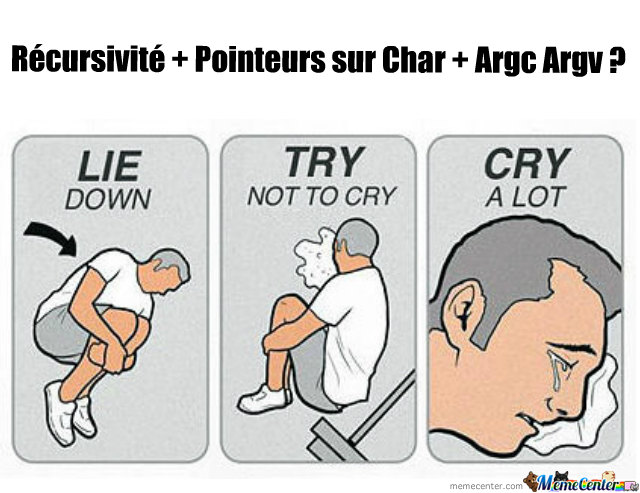 Récursivité + Pointeurs sur Char + Argc Argv ?
LIE
DOWN
TRY
NOT TO CRY
CRY
A LOT
memecenter.com MemeCenter